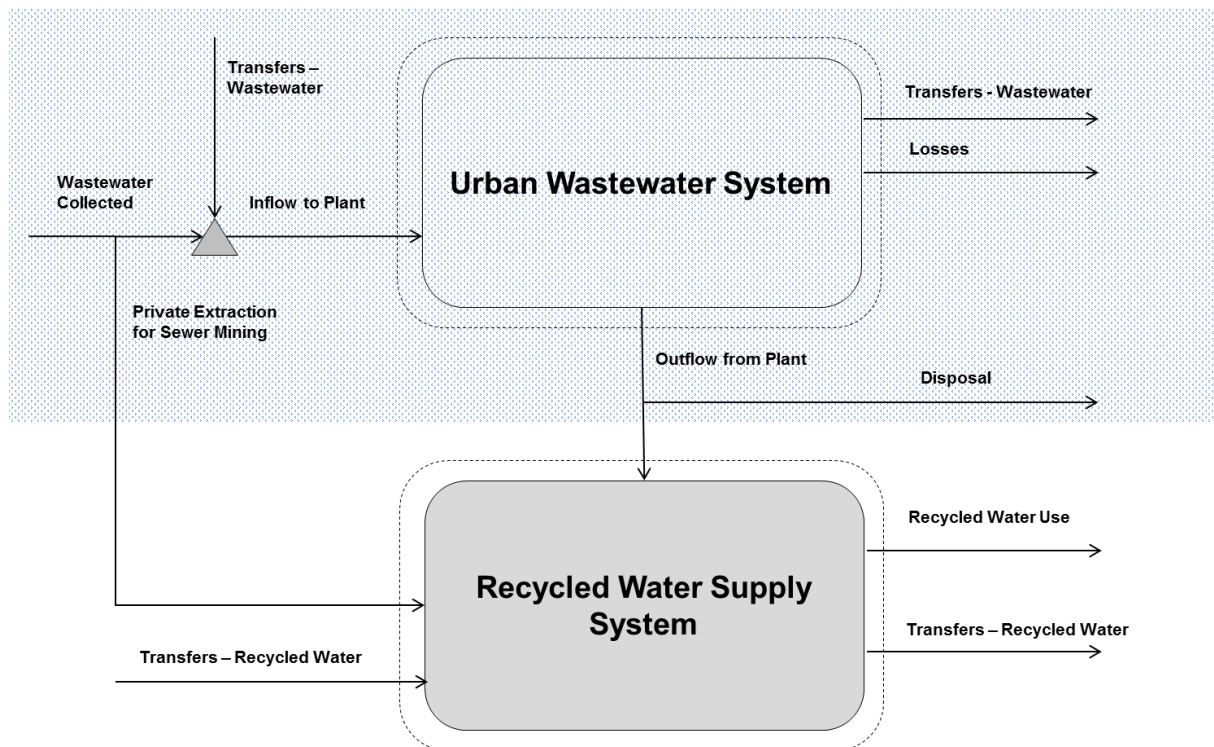 Transfers –
Wastewater
Transfers - Wastewater
Losses
Urban Wastewater System
Wastewater
Collected
Inflow to Plant
Private Extraction
for Sewer Mining
Outflow from Plant
Disposal
Recycled Water Use
Recycled Water Supply
System
Transfers – Recycled Water
Transfers – Recycled Water